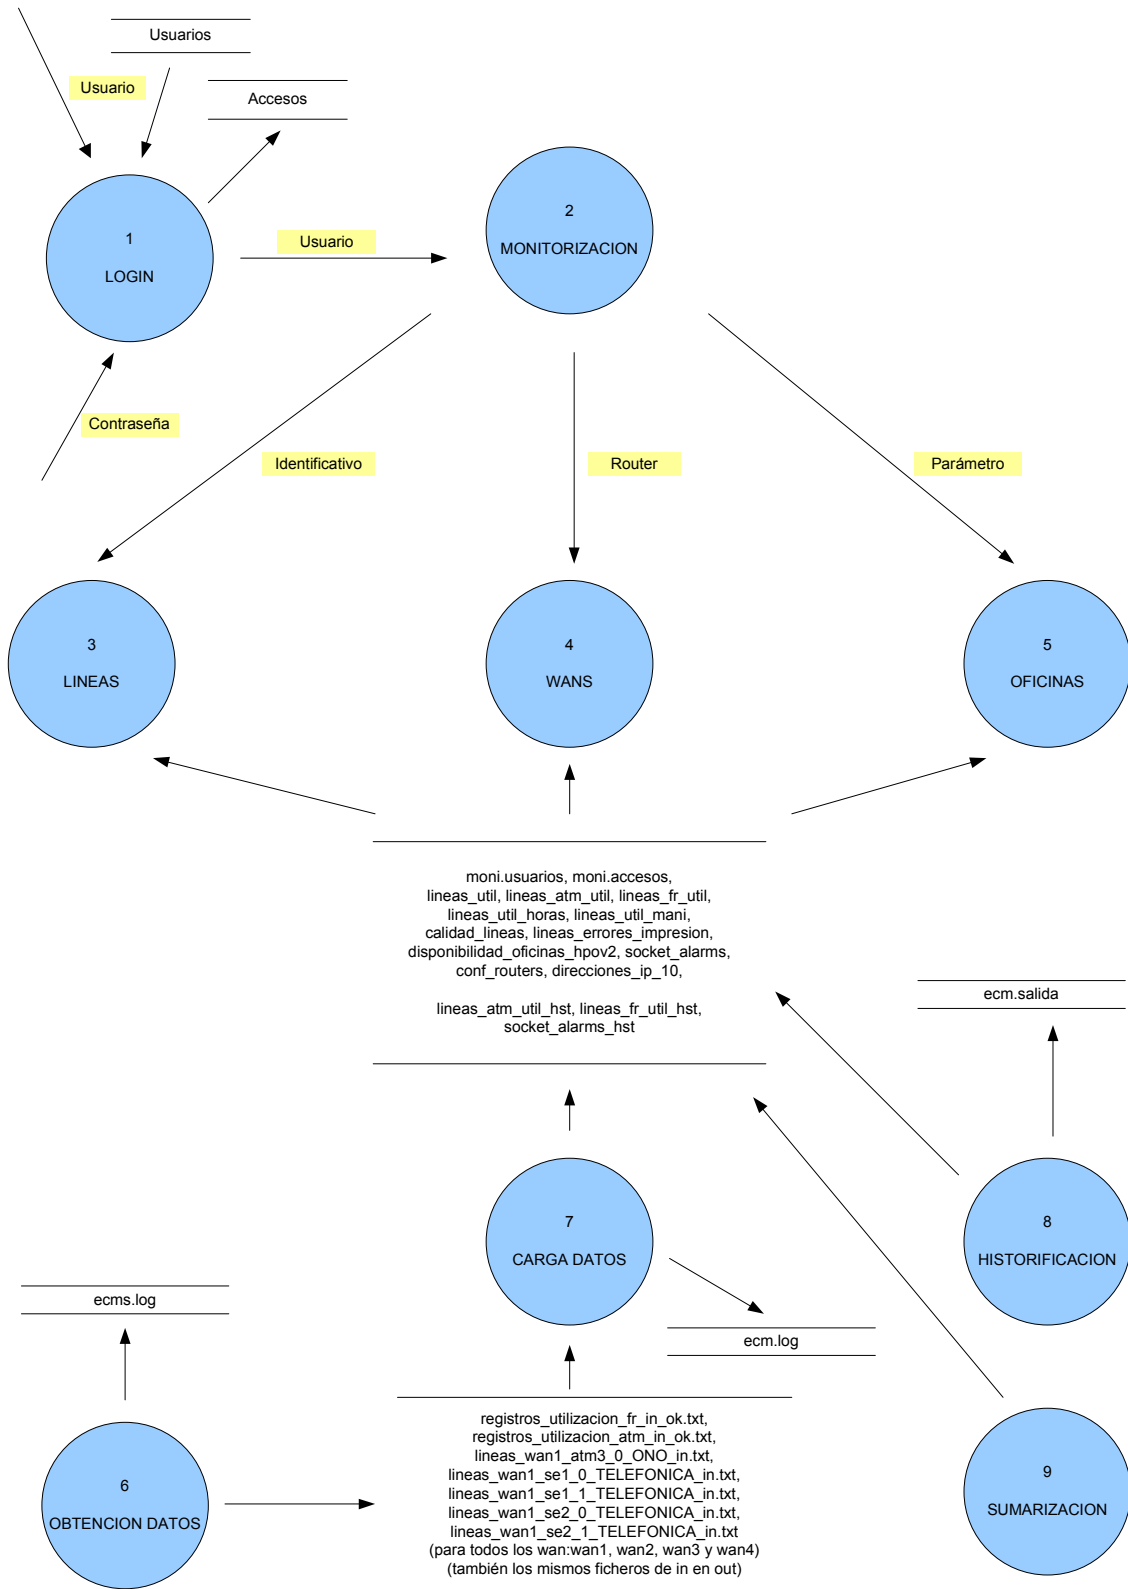 Usuarios
Usuario
Accesos
1
LOGIN
Usuario
2
MONITORIZACION
Contraseña
Identificativo
Router
Parámetro
3
LINEAS
4
WANS
5
OFICINAS
moni.usuarios, moni.accesos,
lineas_util, lineas_atm_util, lineas_fr_util,
lineas_util_horas, lineas_util_mani,
calidad_lineas, lineas_errores_impresion,
disponibilidad_oficinas_hpov2, socket_alarms,
conf_routers, direcciones_ip_10,
lineas_atm_util_hst, lineas_fr_util_hst,
socket_alarms_hst
ecm.salida
7
CARGA DATOS
8
HISTORIFICACION
ecms.log
ecm.log
6
OBTENCION DATOS
registros_utilizacion_fr_in_ok.txt,
registros_utilizacion_atm_in_ok.txt,
lineas_wan1_atm3_0_ONO_in.txt,
lineas_wan1_se1_0_TELEFONICA_in.txt,
lineas_wan1_se1_1_TELEFONICA_in.txt,
lineas_wan1_se2_0_TELEFONICA_in.txt,
lineas_wan1_se2_1_TELEFONICA_in.txt
(para todos los wan:wan1, wan2, wan3 y wan4)
(también los mismos ficheros de in en out)
9
SUMARIZACION